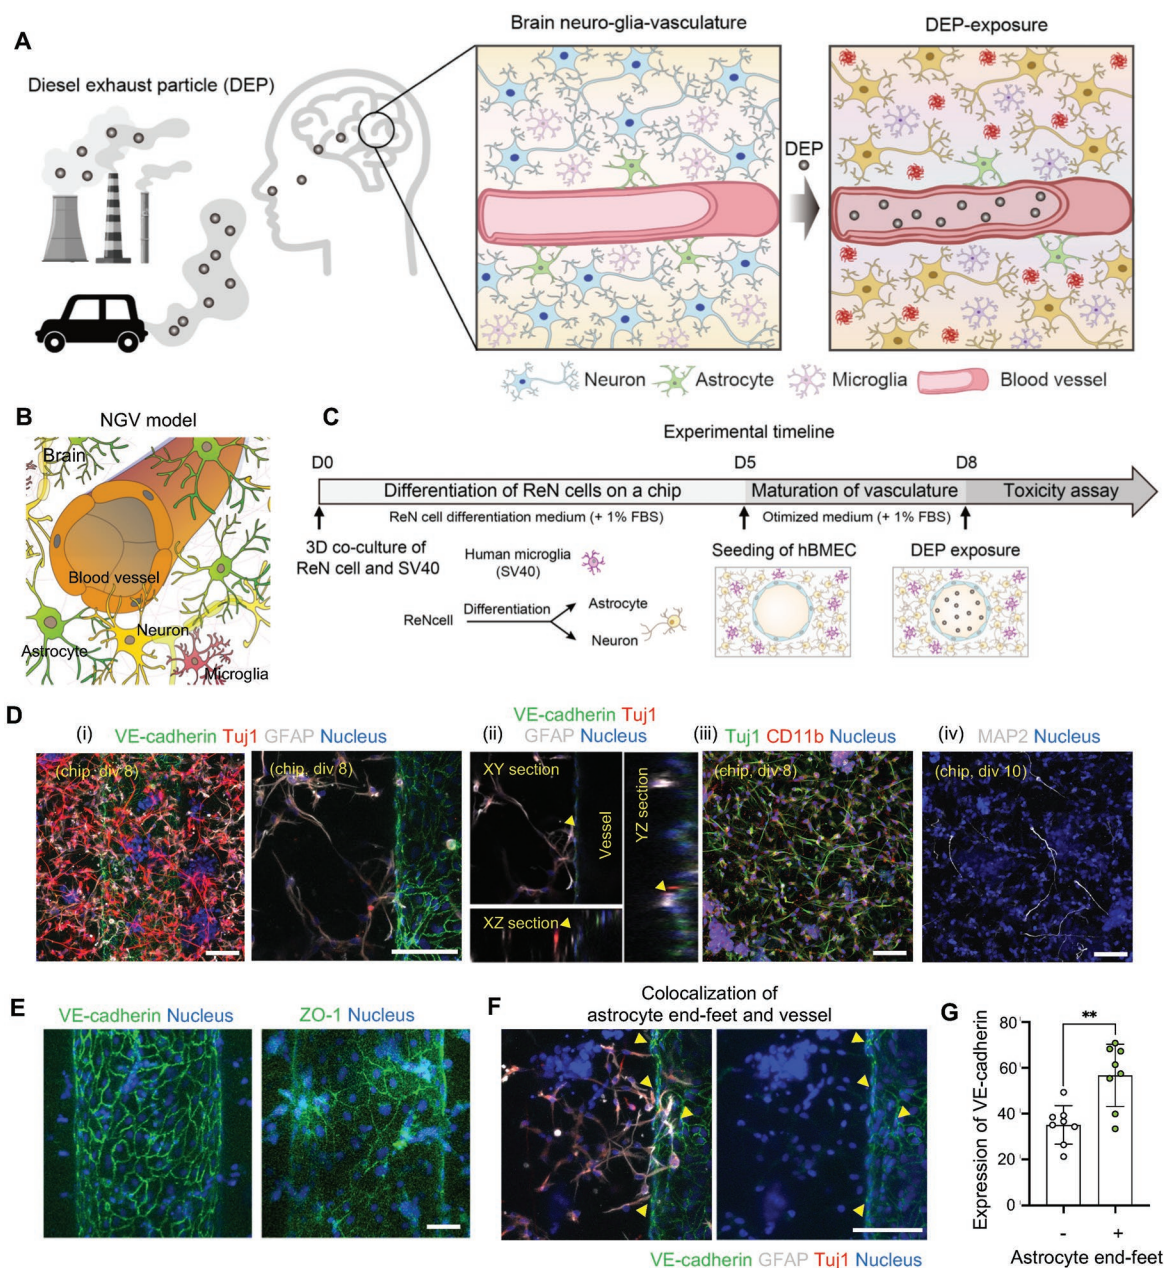 A
Diesel exhaust particle (DEP)
Brain neuro-glia-vasculature
DEP-exposure
DEP
Neuron
Astrocyte
Microglia
Blood vessel
B
NGV model
Brain
Blood vessel
Neuron
Astrocyte
Microglia
C
Experimental timeline
D0
D5
D8
Differentiation of ReN cells on a chip
Maturation of vasculature
Toxicity assay
ReN cell differentiation medium (+ 1% FBS)
Otimized medium (+ 1% FBS)
3D co-culture of
ReN cell and SV40
Human microglia
(SV40)
Seeding of hBMEC
DEP exposure
ReNcell
Differentiation
Astrocyte
Neuron
D
(i)
VE-cadherin Tuj1 GFAP Nucleus
(chip, div 8)
(chip, div 8)
(ii)
VE-cadherin Tuj1
GFAP Nucleus
XY section
Vessel
YZ section
XZ section
(iii)
Tuj1 CD11b Nucleus
(chip, div 8)
(iv)
MAP2 Nucleus
(chip, div 10)
E
VE-cadherin Nucleus
ZO-1 Nucleus
F
Colocalization of
astrocyte end-feet and vessel
VE-cadherin GFAP Tuj1 Nucleus
G
Expression of VE-cadherin
80
60
40
20
0
**
-
+
Astrocyte end-feet